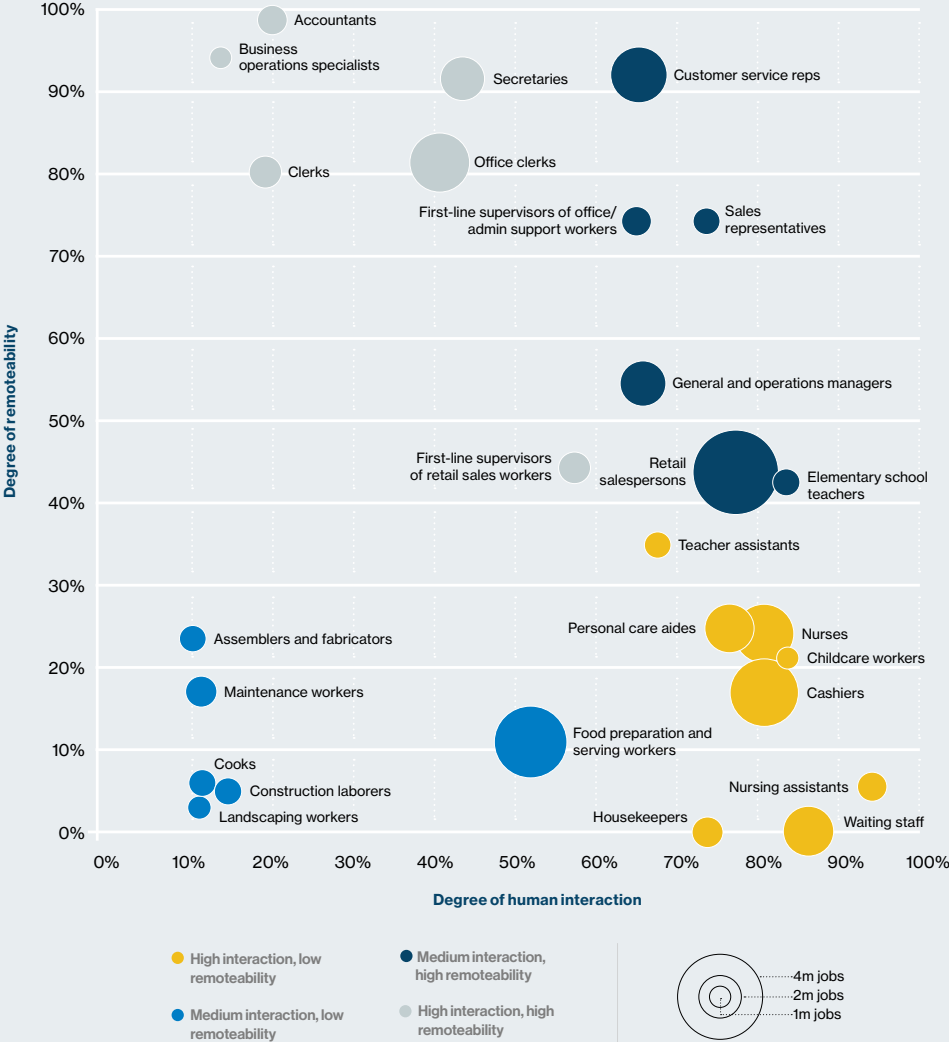 100%
Accountants
Business
operations specialists
Secretaries
Customer service reps
90%
Office clerks
Clerks
80%
First-line supervisors of office/
admin support workers
Sales
representatives
70%
60%
General and operations managers
50%
First-line supervisors
of retail sales workers
Retail
salespersons
Elementary school
teachers
40%
Teacher assistants
30%
Personal care aides
Nurses
Assemblers and fabricators
Childcare workers
20%
Maintenance workers
Cashiers
Food preparation and
serving workers
10%
Cooks
Construction laborers
Nursing assistants
Landscaping workers
Housekeepers
Waiting staff
0%
Degree of remoteability
0% 10% 20% 30% 40% 50% 60% 70% 80% 90% 100%
Degree of human interaction
High interaction, low
remoteability
Medium interaction, low
remoteability
Medium interaction,
high remoteability
High interaction, high
remoteability
4m jobs
2m jobs
1m jobs